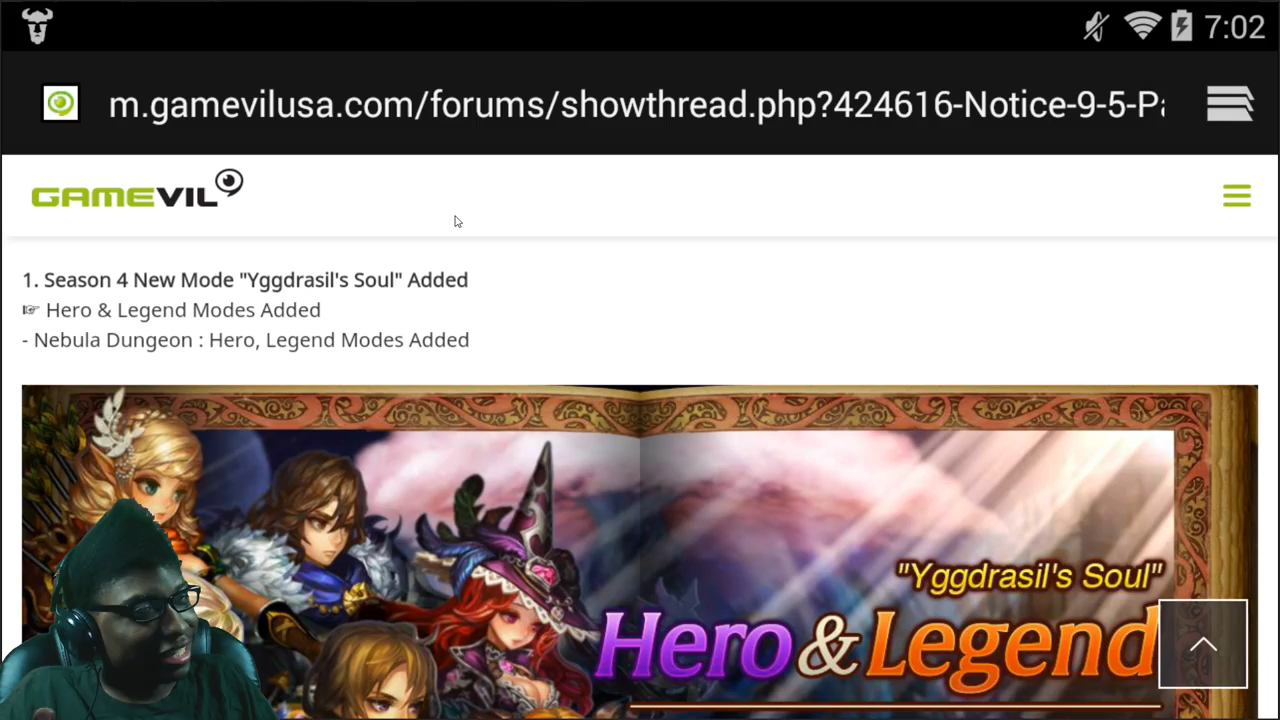 7:02
m.gamevilusa.com/forums/showthread.php?424616-Notice-9-5-Pa
GAMEVIL
1. Season 4 New Mode "Yggdrasil's Soul" Added
☞ Hero & Legend Modes Added
- Nebula Dungeon : Hero, Legend Modes Added
"Yggdrasil's Soul"
Hero & Legend